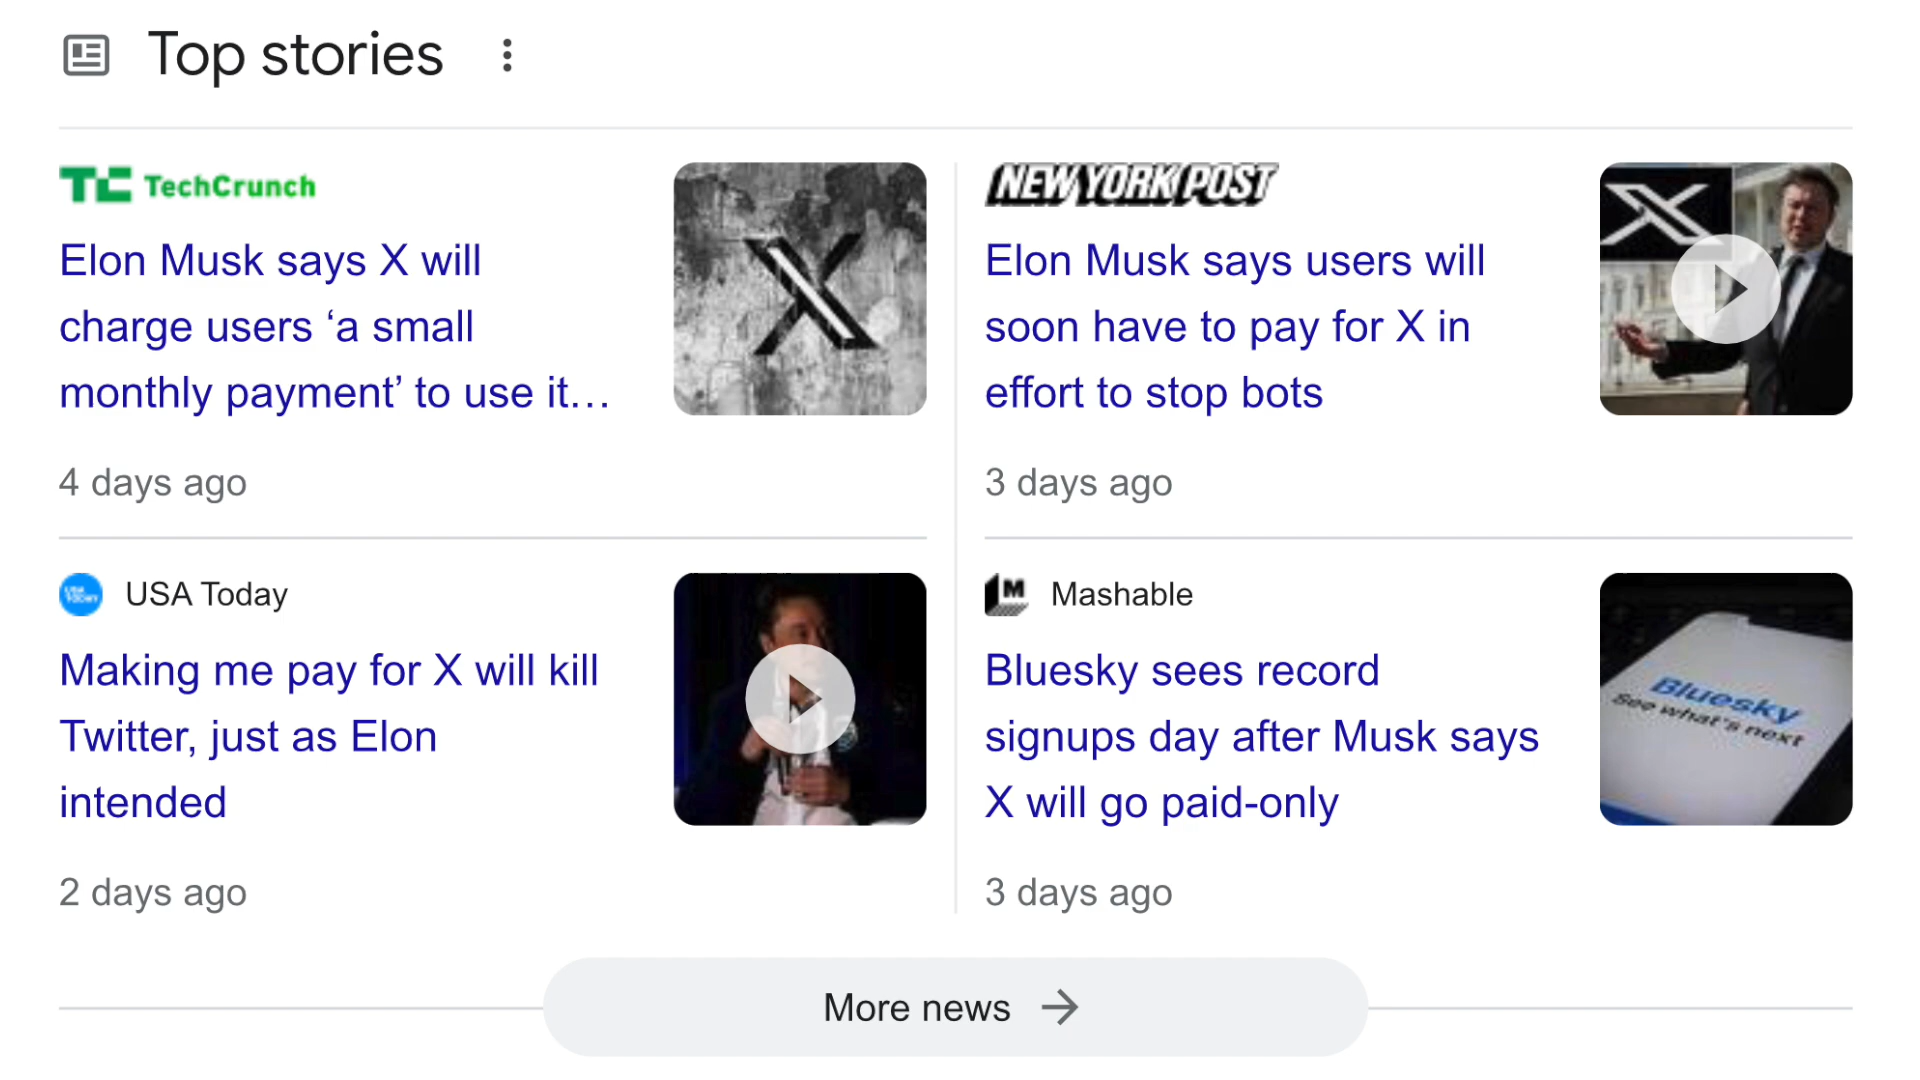 Top stories
TechCrunch
Elon Musk says X will
charge users ‘a small
monthly payment’ to use it…
4 days ago
NEW YORK POST
Elon Musk says users will
soon have to pay for X in
effort to stop bots
3 days ago
USA TODAY
USA Today
Making me pay for X will kill
Twitter, just as Elon
intended
2 days ago
M
Mashable
Bluesky sees record
signups day after Musk says
X will go paid-only
Bluesky
See what's next
3 days ago
More news